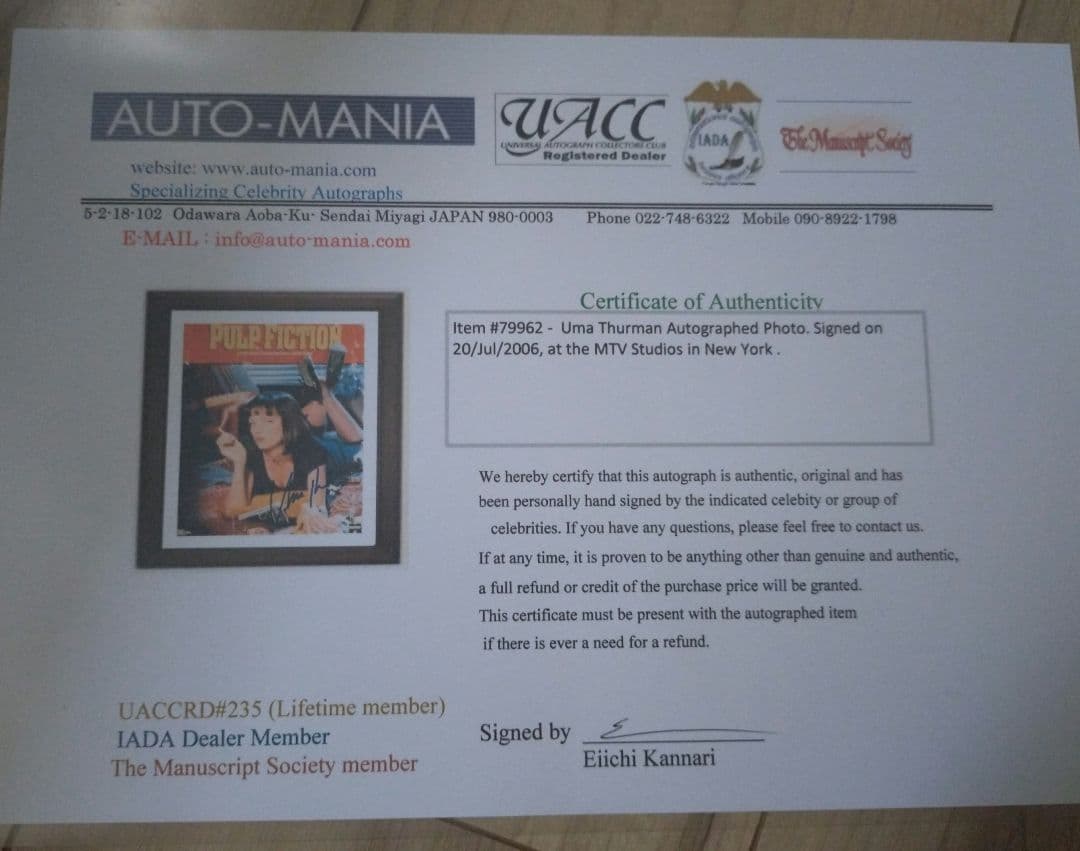 AUTO-MANIA
UACC
UNIVERSAL AUTOGRAPH COLLECTORS CLUB
Registered Dealer
IADA
The Manuscript Society
website: www.auto-mania.com
Specializing Celebrity Autographs
5-2-18-102 Odawara Aoba-Ku- Sendai Miyagi JAPAN 980-0003 Phone 022-748-6322 Mobile 090-8922-1798
E-MAIL : info@auto-mania.com
PULP FICTION
Certificate of Authenticity
Item #79962 - Uma Thurman Autographed Photo. Signed on
20/Jul/2006, at the MTV Studios in New York .
We hereby certify that this autograph is authentic, original and has
been personally hand signed by the indicated celebity or group of
celebrities. If you have any questions, please feel free to contact us.
If at any time, it is proven to be anything other than genuine and authentic,
a full refund or credit of the purchase price will be granted.
This certificate must be present with the autographed item
if there is ever a need for a refund.
UACCRD#235 (Lifetime member)
IADA Dealer Member
The Manuscript Society member
Signed by
Eiichi Kannari